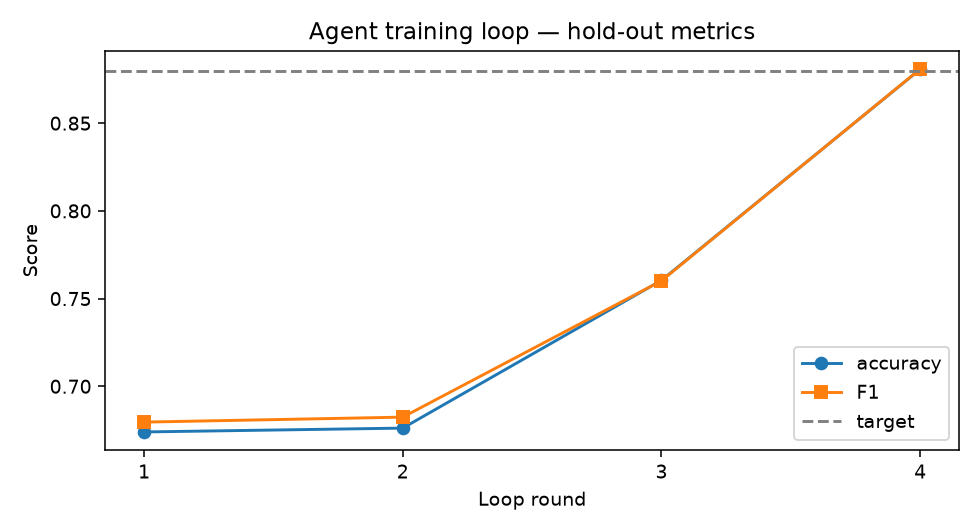 Agent training loop — hold-out metrics
Score
0.85
0.80
0.75
0.70
accuracy
F1
target
1 2 3 4
Loop round